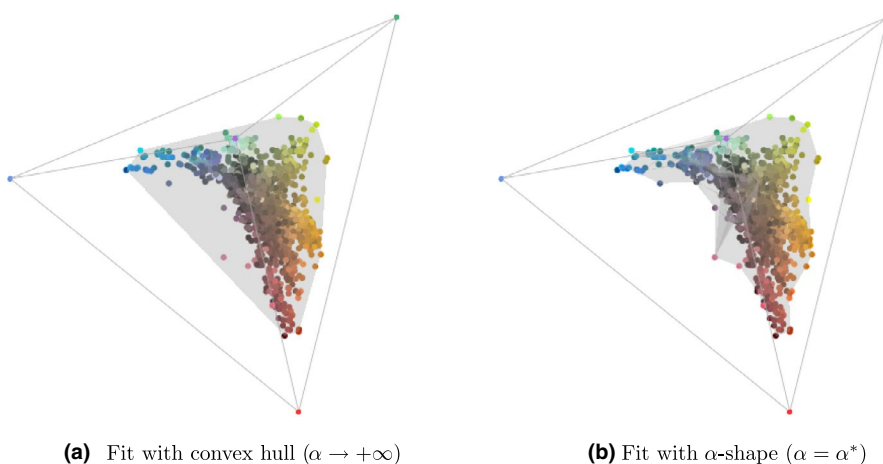 (a) Fit with convex hull (α → +∞)
(b) Fit with α-shape (α = α*)